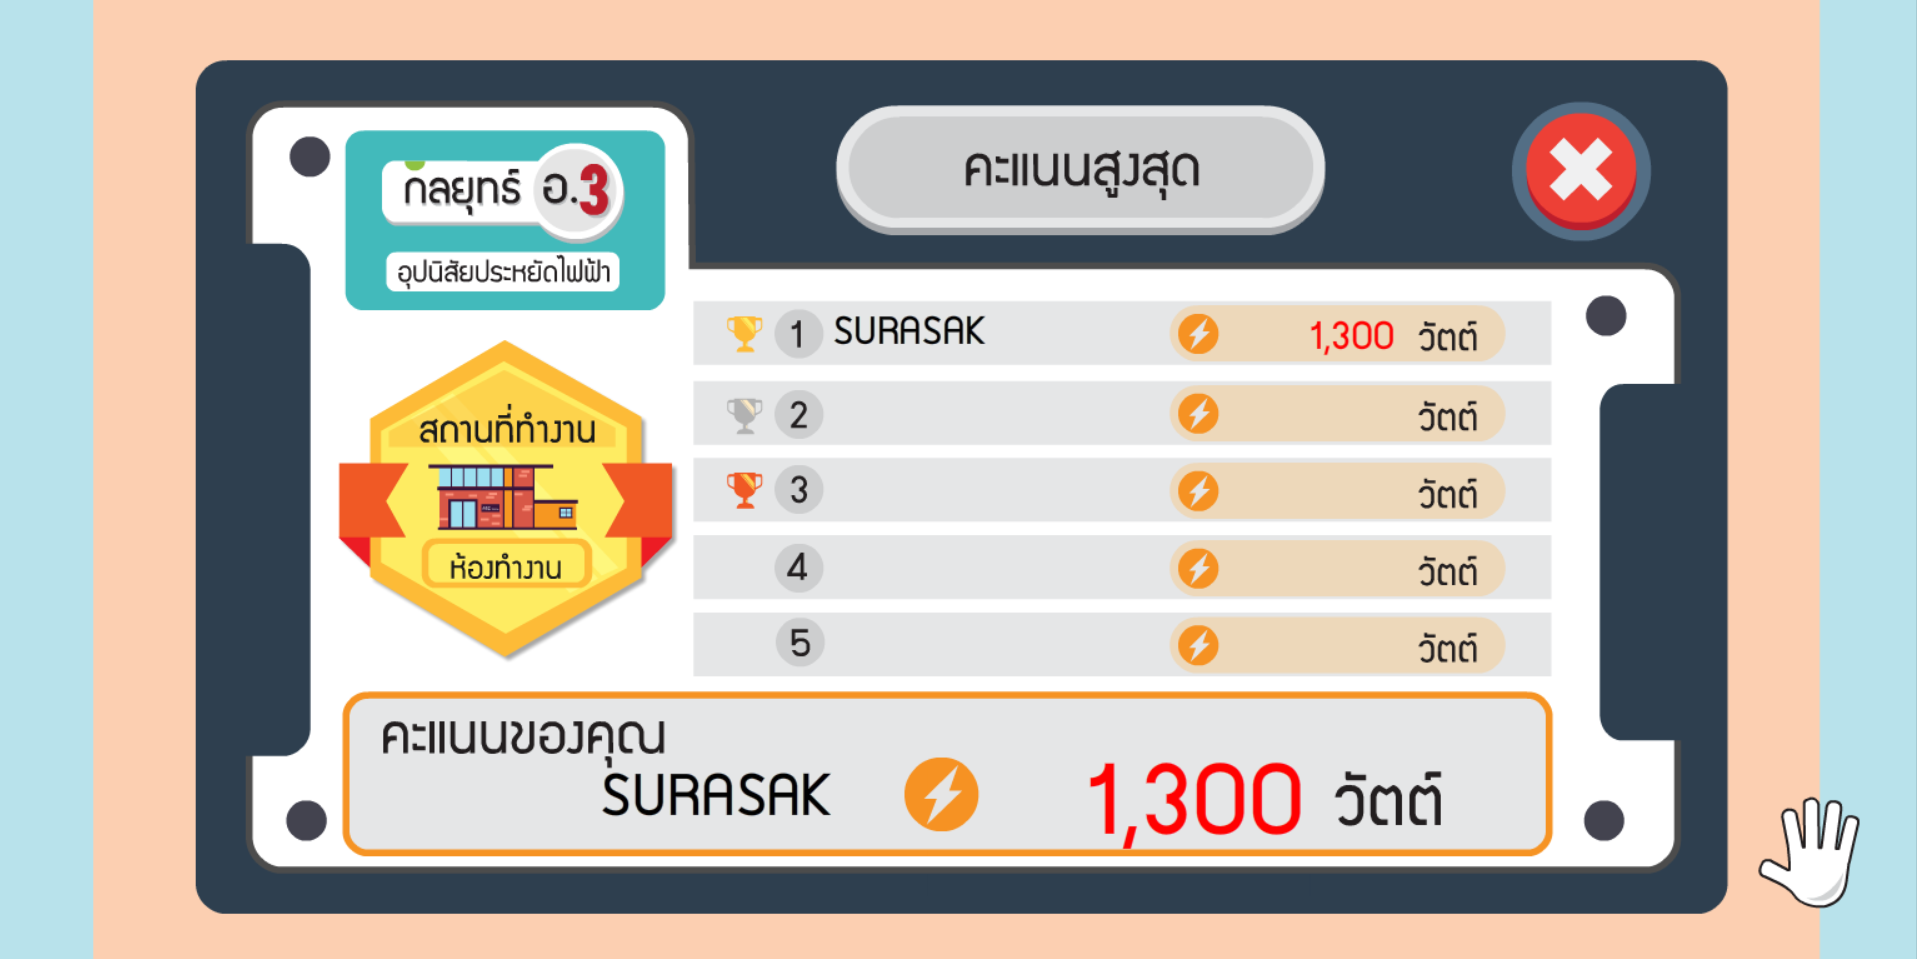 กลยุทธ์ อ.3
อุปนิสัยประหยัดไฟฟ้า
คะแนนสูงสุด
สถานที่ทำงาน
ห้องทำงาน
1 SURASAK 1,300 วัตต์
2 วัตต์
3 วัตต์
4 วัตต์
5 วัตต์
คะแนนของคุณ
SURASAK 1,300 วัตต์